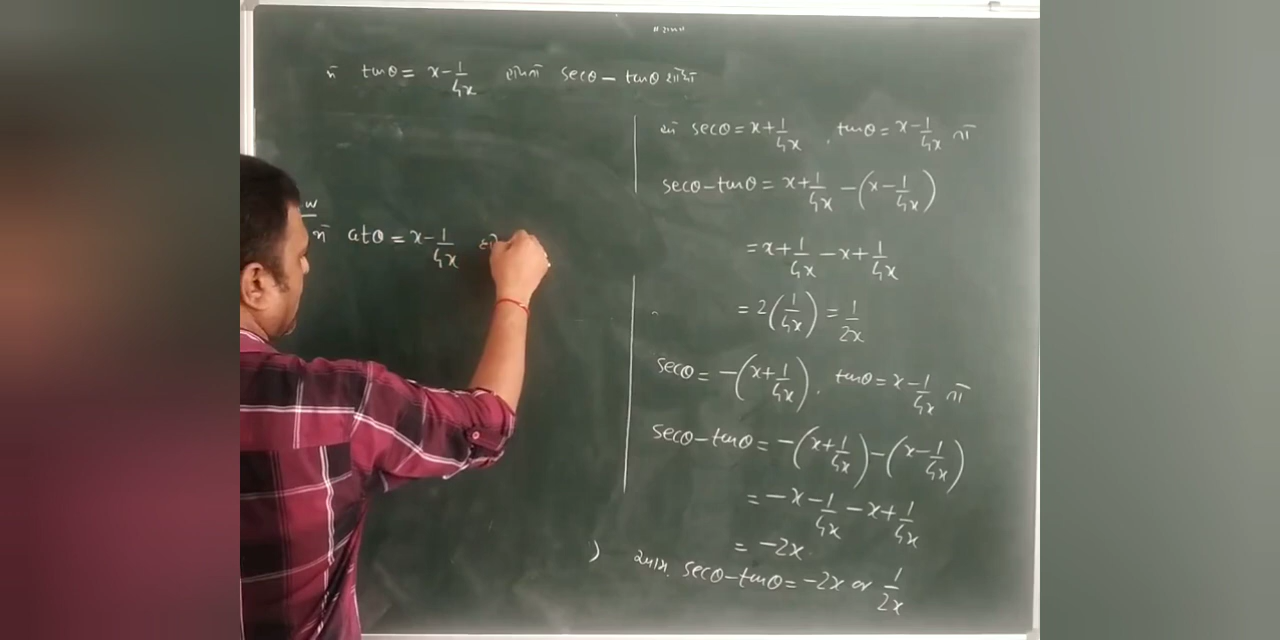 tanθ = x - 1/4x secθ - tanθ
secθ = x + 1/4x, tanθ = x - 1/4x
secθ - tanθ = x + 1/4x - (x - 1/4x)
= x + 1/4x - x + 1/4x
= 2(1/4x) = 1/2x
secθ = -(x + 1/4x), tanθ = x - 1/4x
secθ - tanθ = -(x + 1/4x) - (x - 1/4x)
= -x - 1/4x - x + 1/4x
= -2x
secθ - tanθ = -2x or 1/2x
w
cotθ = x - 1/4x